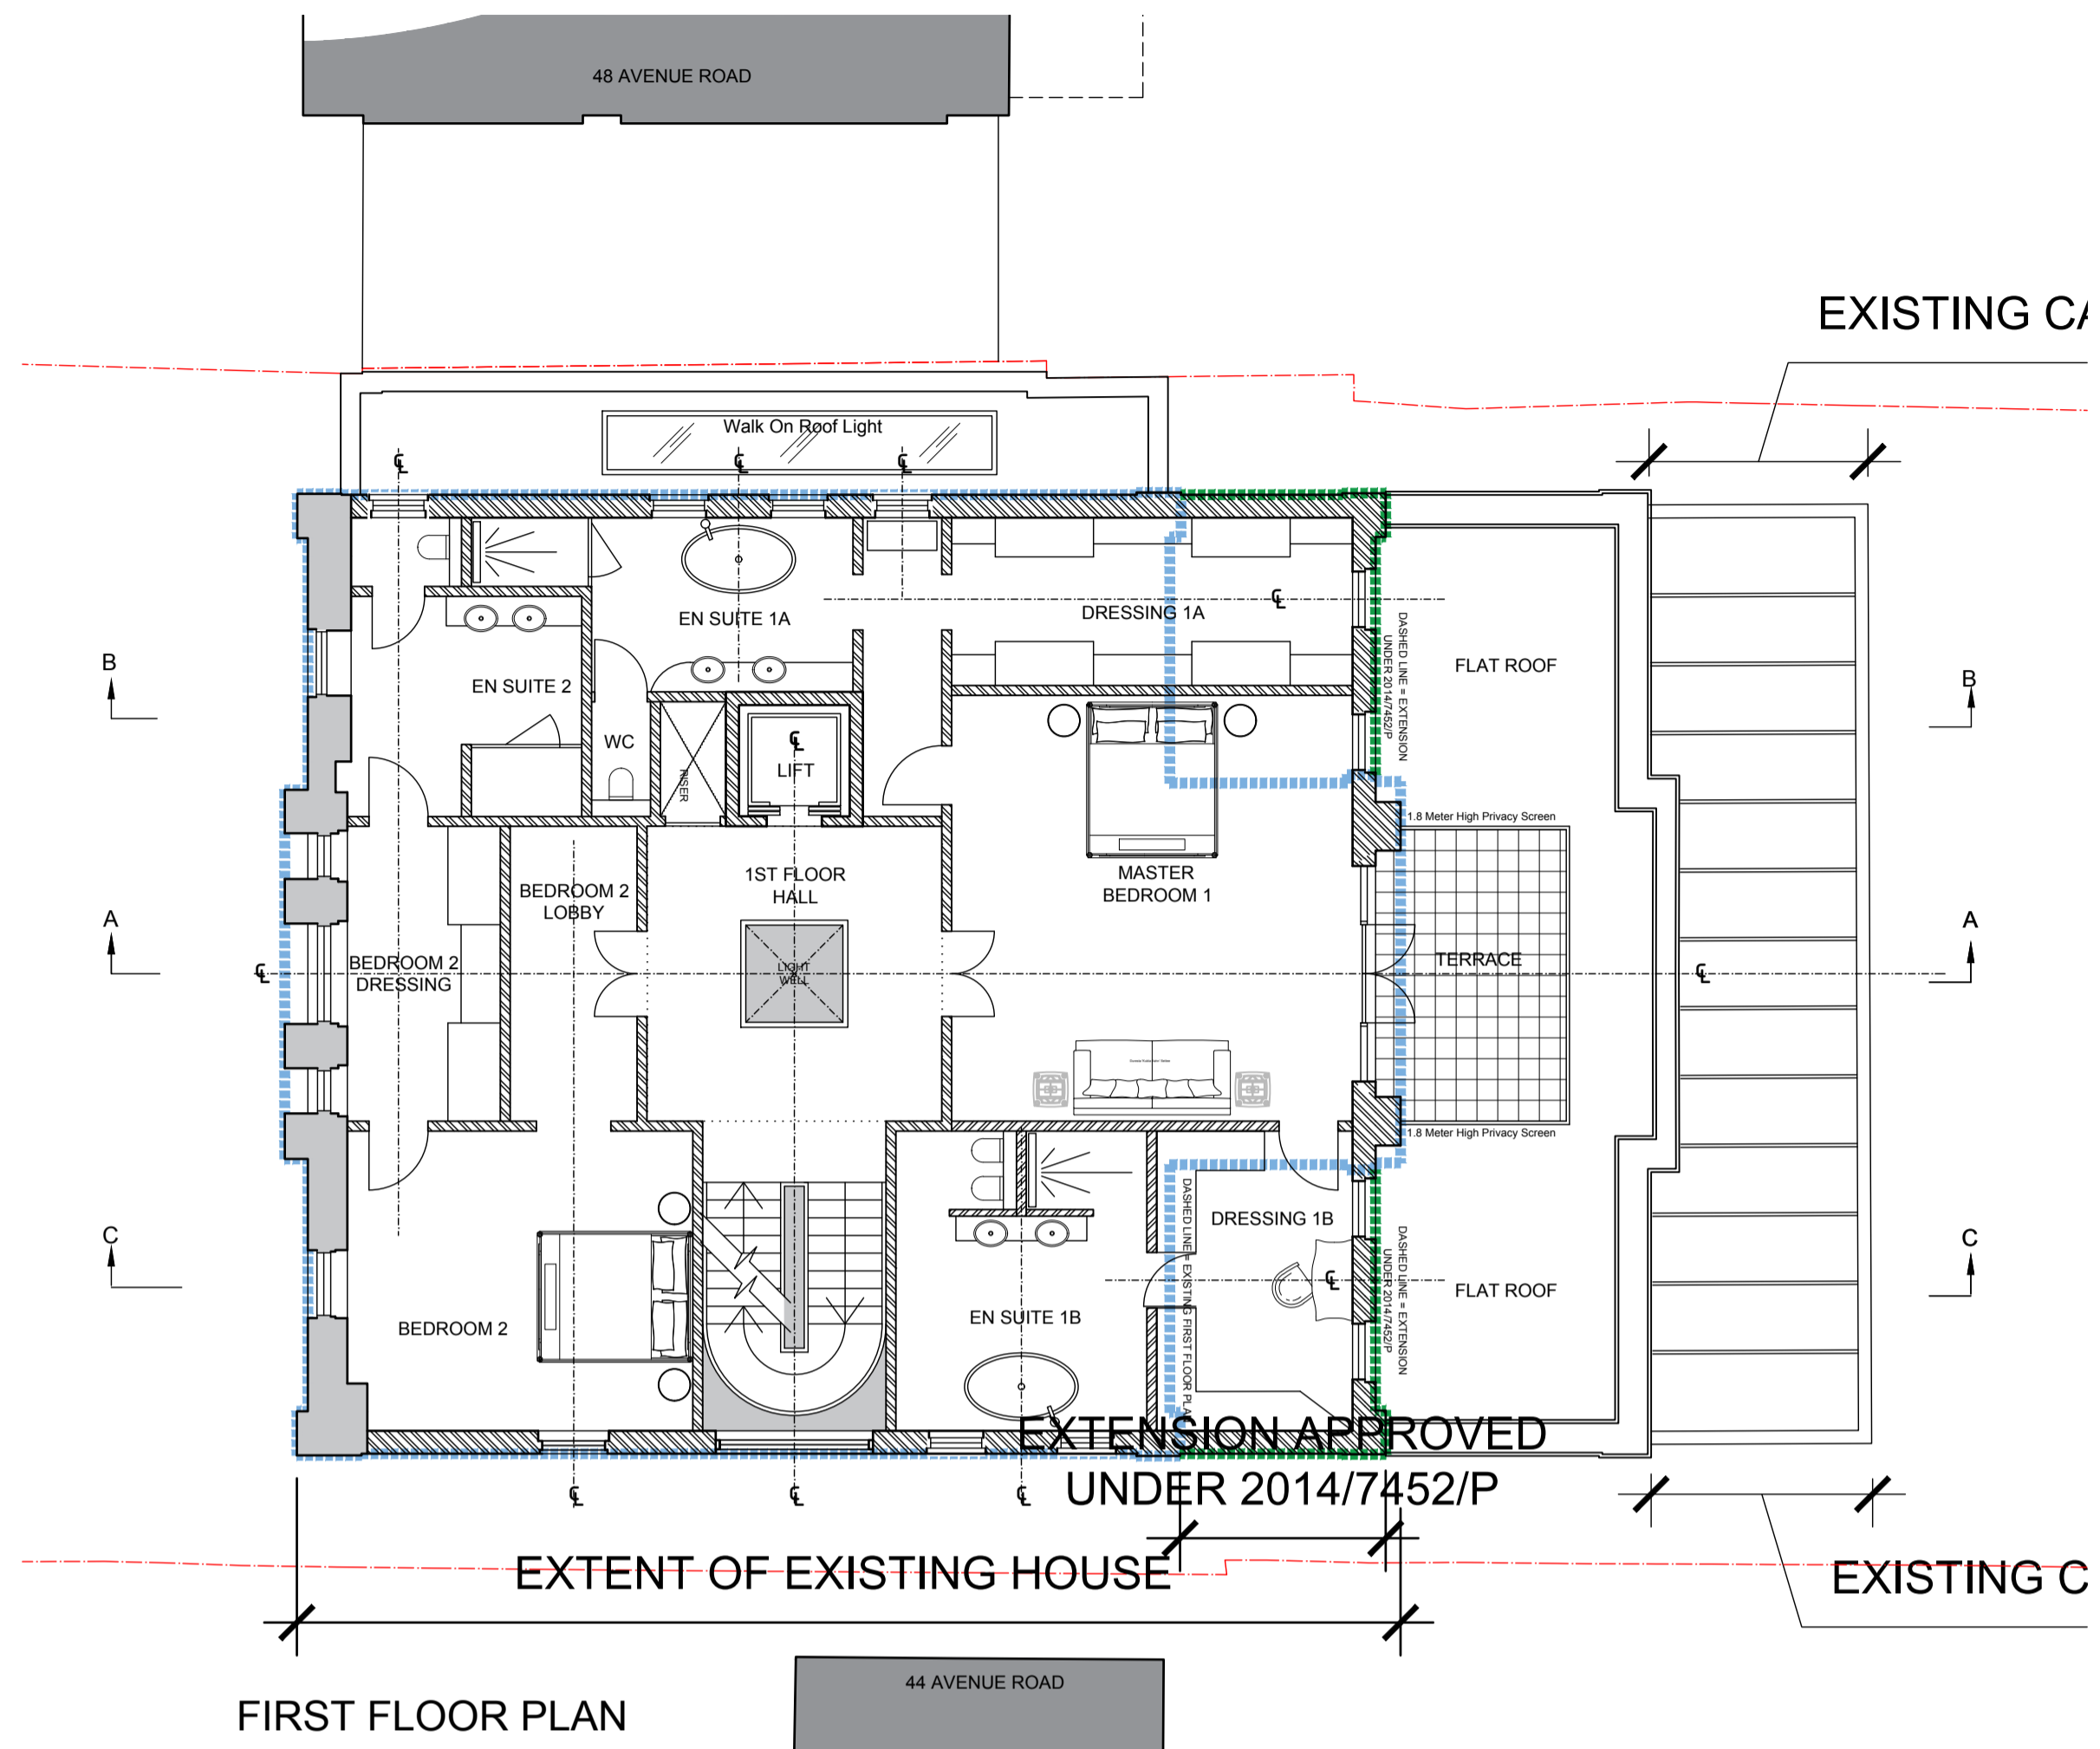 48 AVENUE ROAD
EXISTING CA
Walk On Roof Light
EN SUITE 1A
DRESSING 1A
DASHED LINE = EXTENSION
UNDER 2014/7452/P
FLAT ROOF
B
B
EN SUITE 2
WC
LIFT
RISER
1.8 Meter High Privacy Screen
1ST FLOOR
HALL
MASTER
BEDROOM 1
BEDROOM 2
LOBBY
A
A
BEDROOM 2
DRESSING
LIGHT
WELL
TERRACE
1.8 Meter High Privacy Screen
C
C
DRESSING 1B
DASHED LINE = EXISTING FIRST FLOOR PLAN
DASHED LINE = EXTENSION
UNDER 2014/7452/P
FLAT ROOF
BEDROOM 2
EN SUITE 1B
EXTENSION APPROVED
UNDER 2014/7452/P
EXTENT OF EXISTING HOUSE
EXISTING C
44 AVENUE ROAD
FIRST FLOOR PLAN